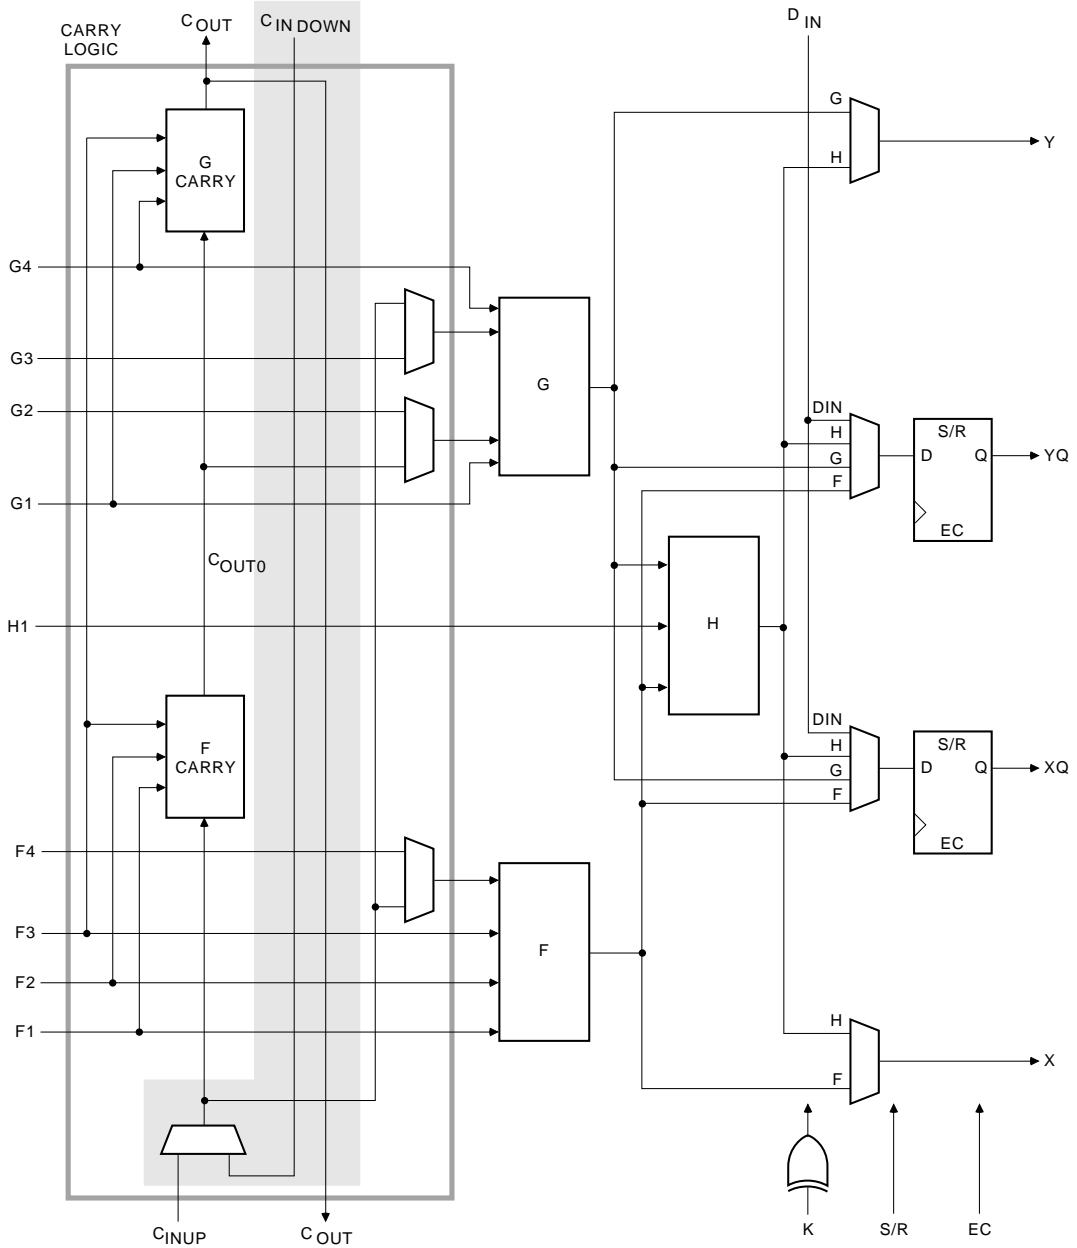 C OUT
C IN DOWN
D IN
CARRY
LOGIC
G
H
Y
G
CARRY
G4
G3
G2
G1
G
DIN
H
G
F
S/R
D
Q
EC
YQ
C OUT0
H1
H
F
CARRY
DIN
H
G
F
S/R
D
Q
EC
XQ
F4
F3
F2
F1
F
H
F
X
C INUP
C OUT
K
S/R
EC